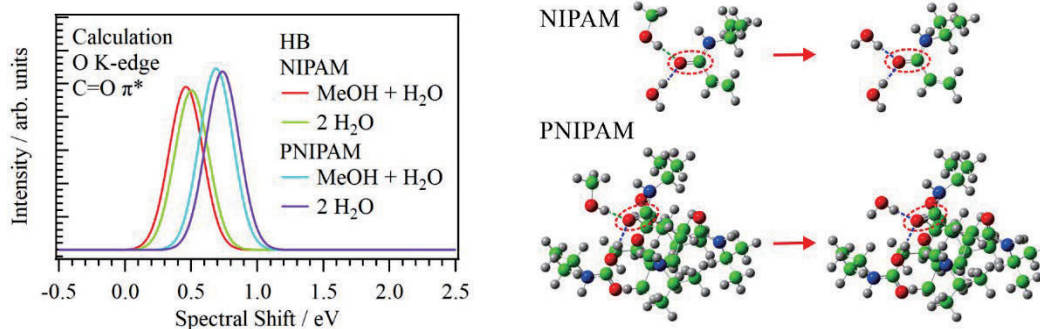 Calculation
O K-edge
C=O π*
HB
NIPAM
MeOH + H₂O
2 H₂O
PNIPAM
MeOH + H₂O
2 H₂O
Intensity / arb. units
-0.5 0.0 0.5 1.0 1.5 2.0 2.5
Spectral Shift / eV
NIPAM
PNIPAM